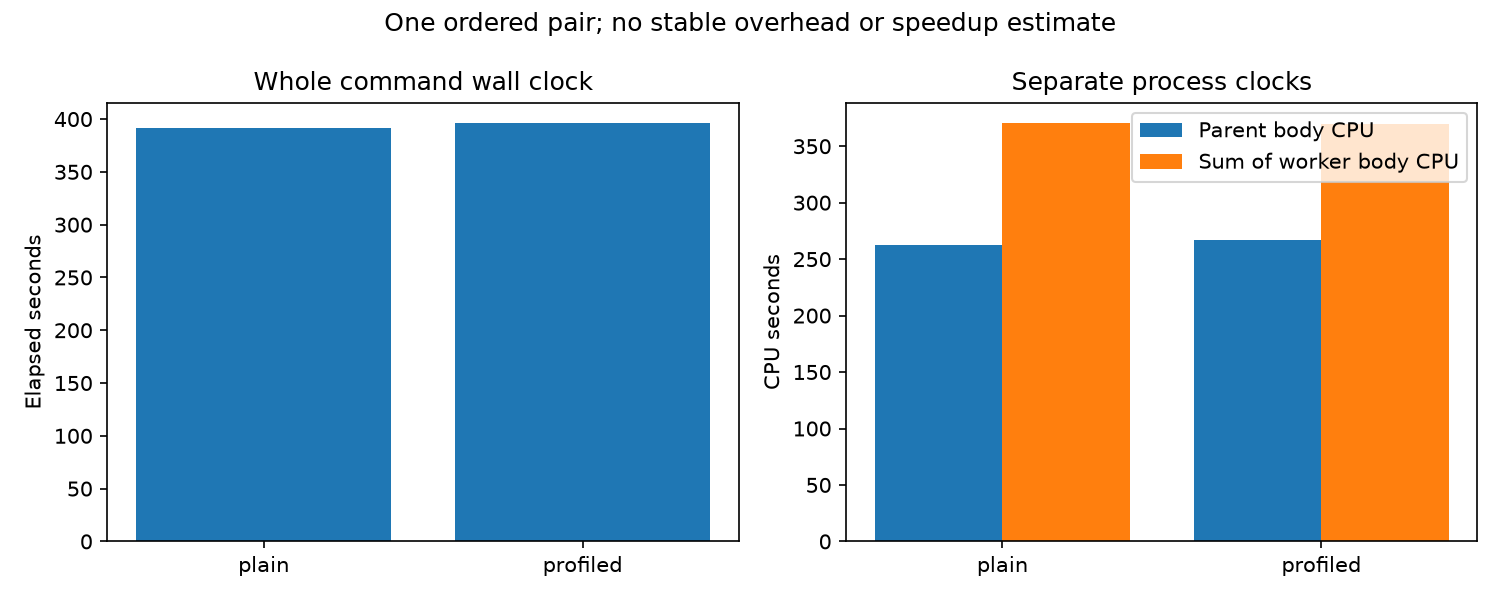 One ordered pair; no stable overhead or speedup estimate
Whole command wall clock
Elapsed seconds
400
350
300
250
200
150
100
50
0
plain
profiled
Separate process clocks
CPU seconds
350
300
250
200
150
100
50
0
Parent body CPU
Sum of worker body CPU
plain
profiled